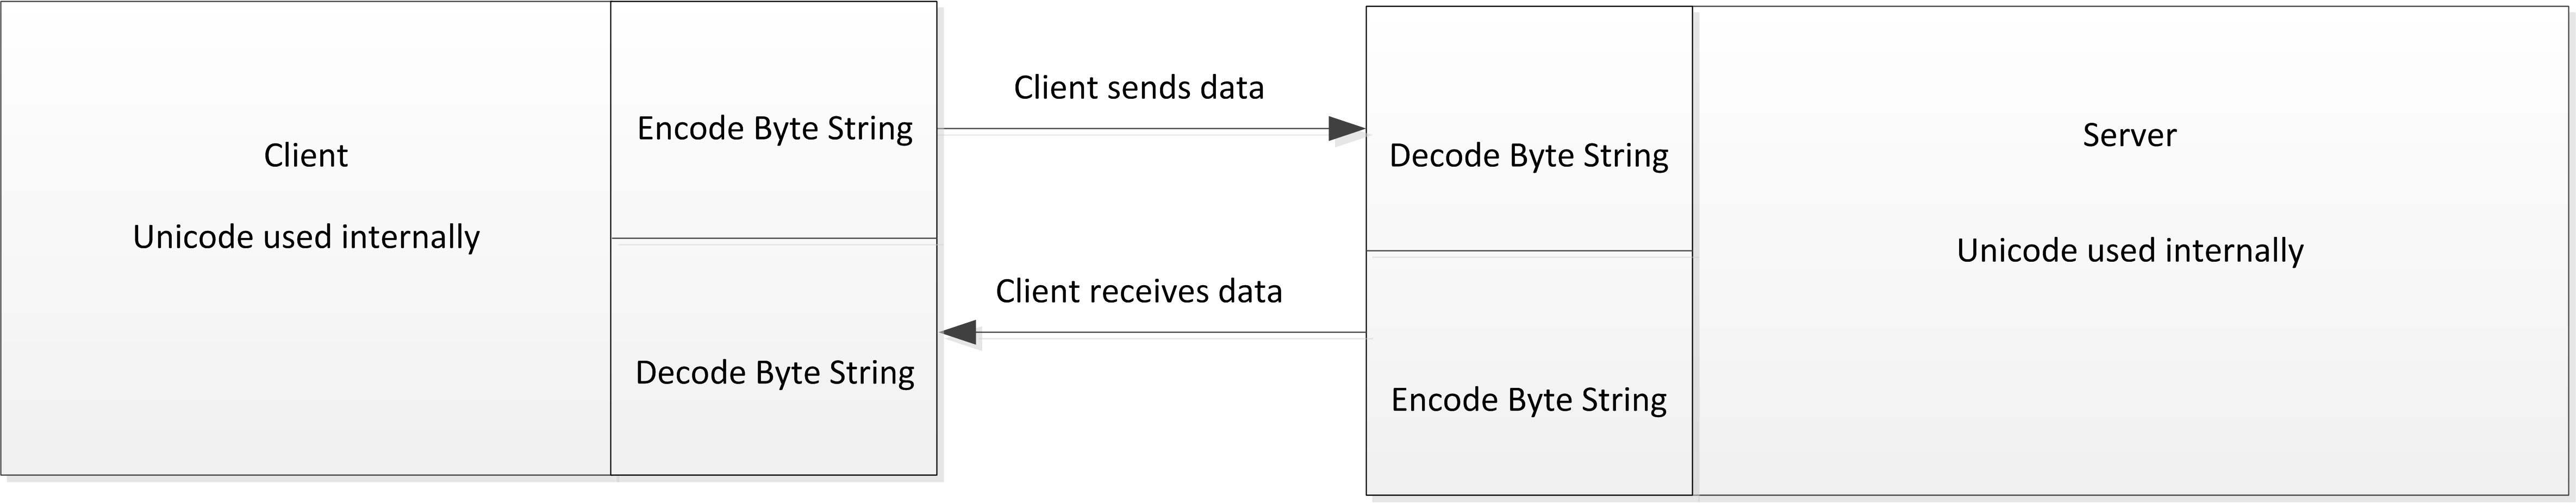 Client
Unicode used internally
Encode Byte String
Decode Byte String
Client sends data
Client receives data
Decode Byte String
Encode Byte String
Server
Unicode used internally